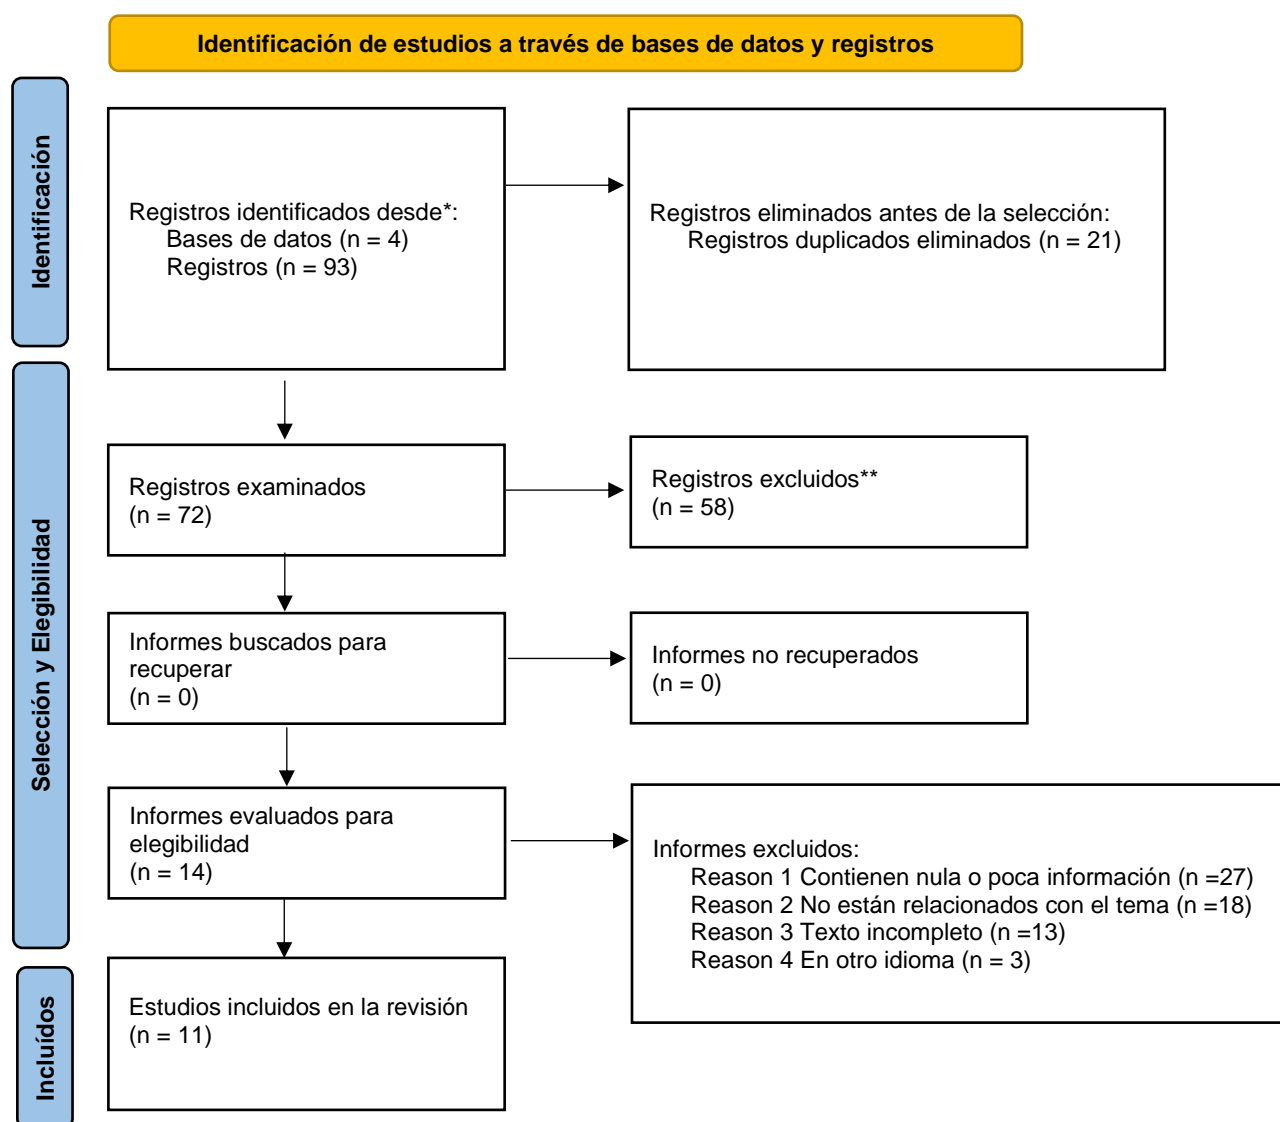 Identificación de estudios a través de bases de datos y registros
Identificación
Registros identificados desde*:
Bases de datos (n = 4)
Registros (n = 93)
Registros eliminados antes de la selección:
Registros duplicados eliminados (n = 21)
Selección y Elegibilidad
Registros examinados
(n = 72)
Registros excluidos**
(n = 58)
Informes buscados para
recuperar
(n = 0)
Informes no recuperados
(n = 0)
Informes evaluados para
elegibilidad
(n = 14)
Informes excluidos:
Reason 1 Contienen nula o poca información (n =27)
Reason 2 No están relacionados con el tema (n =18)
Reason 3 Texto incompleto (n =13)
Reason 4 En otro idioma (n = 3)
Incluídos
Estudios incluidos en la revisión
(n = 11)